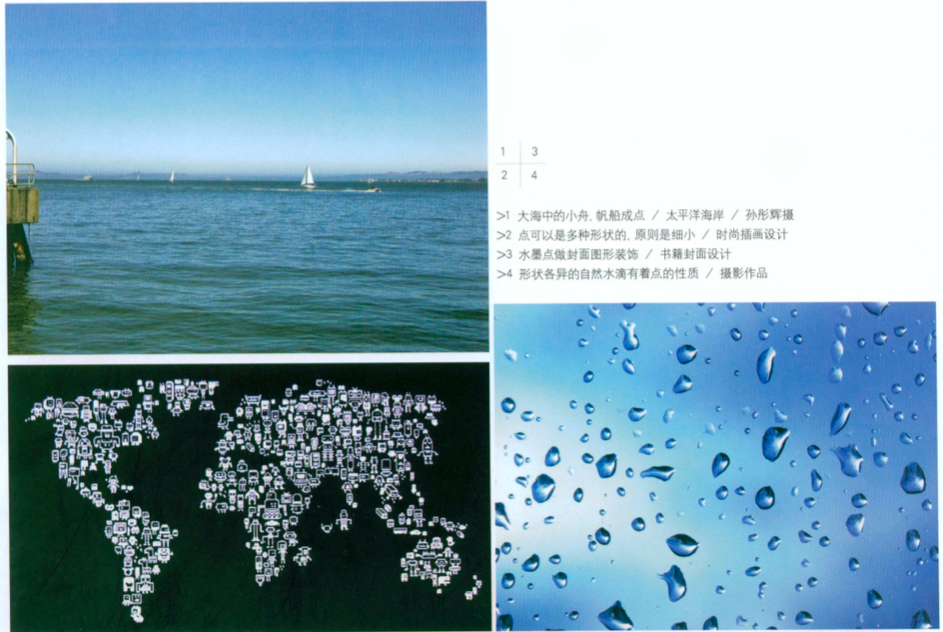 1 3
2 4
>1 大海中的小舟, 帆船成点 / 太平洋海岸 / 孙彤辉摄
>2 点可以是多种形状的, 原则是细小 / 时尚插画设计
>3 水墨点做封面图形装饰 / 书籍封面设计
>4 形状各异的自然水滴有着点的性质 / 摄影作品